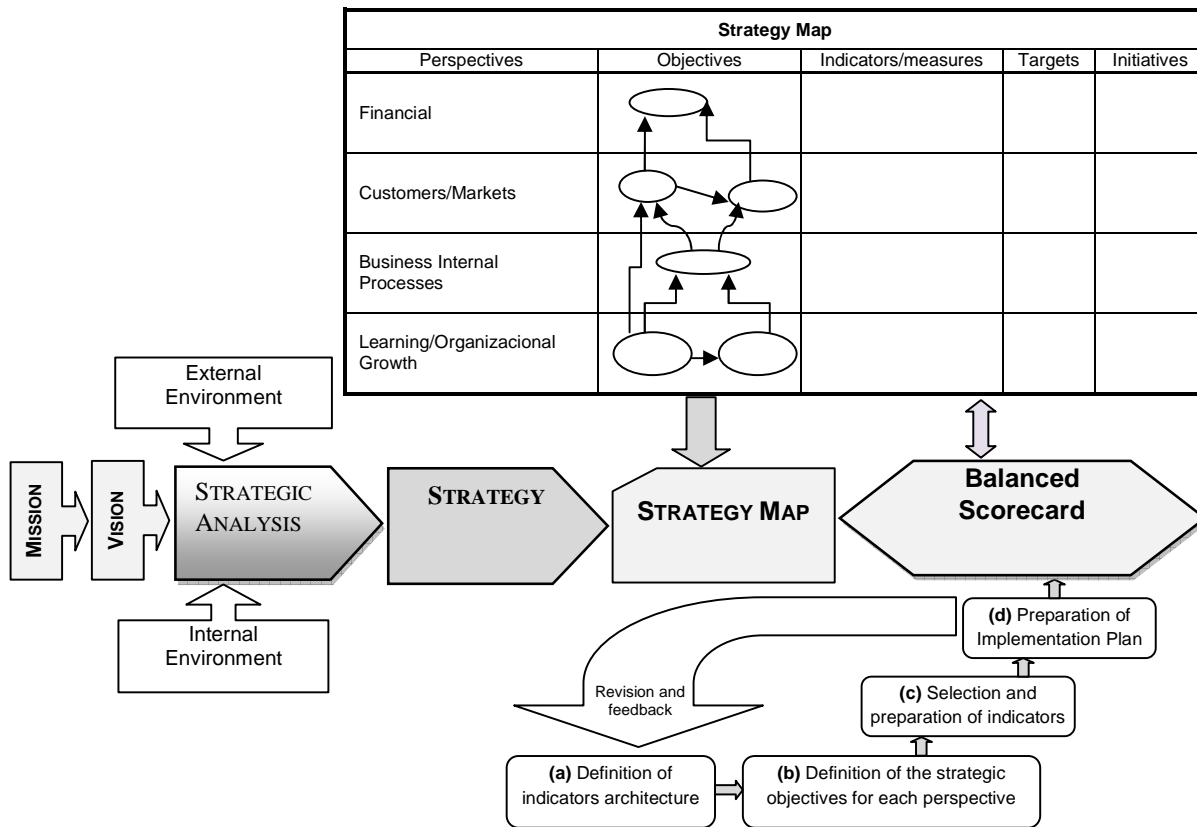 Strategy Map
Perspectives Objectives Indicators/measures Targets Initiatives
Financial
Customers/Markets
Business Internal
Processes
Learning/Organizacional
Growth
External
Environment
MISSION
VISION
STRATEGIC
ANALYSIS
STRATEGY
STRATEGY MAP
Balanced
Scorecard
Internal
Environment
(d) Preparation of
Implementation Plan
Revision and
feedback
(c) Selection and
preparation of indicators
(a) Definition of
indicators architecture
(b) Definition of the strategic
objectives for each perspective